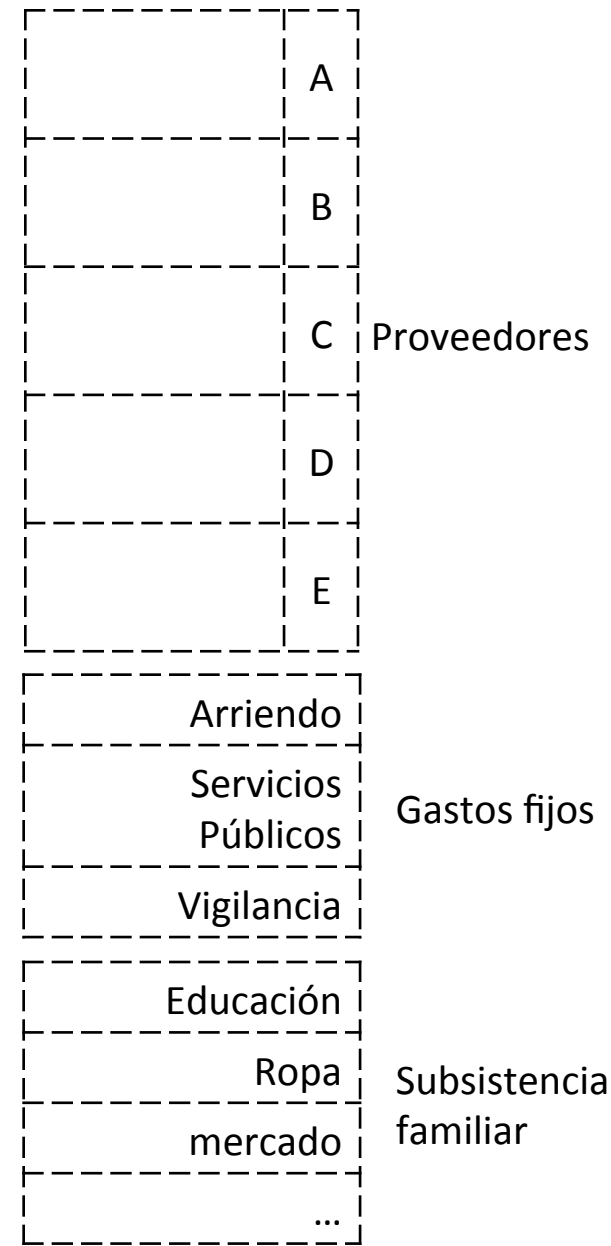 A
B
C
Proveedores
D
E
Arriendo
Servicios
Públicos
Gastos fijos
Vigilancia
Educación
Ropa
Subsistencia
familiar
mercado
...